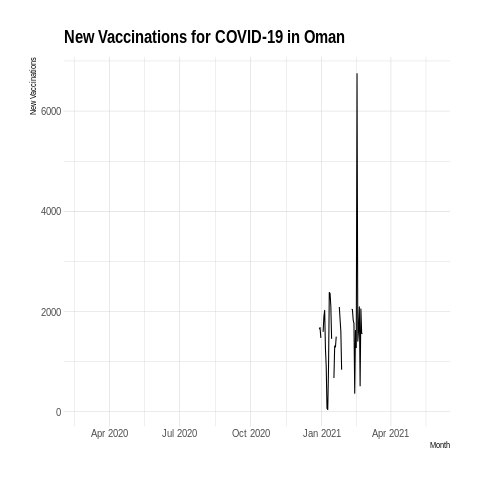 New Vaccinations for COVID-19 in Oman
New Vaccinations
6000
4000
2000
0
Apr 2020 Jul 2020 Oct 2020 Jan 2021 Apr 2021
Month